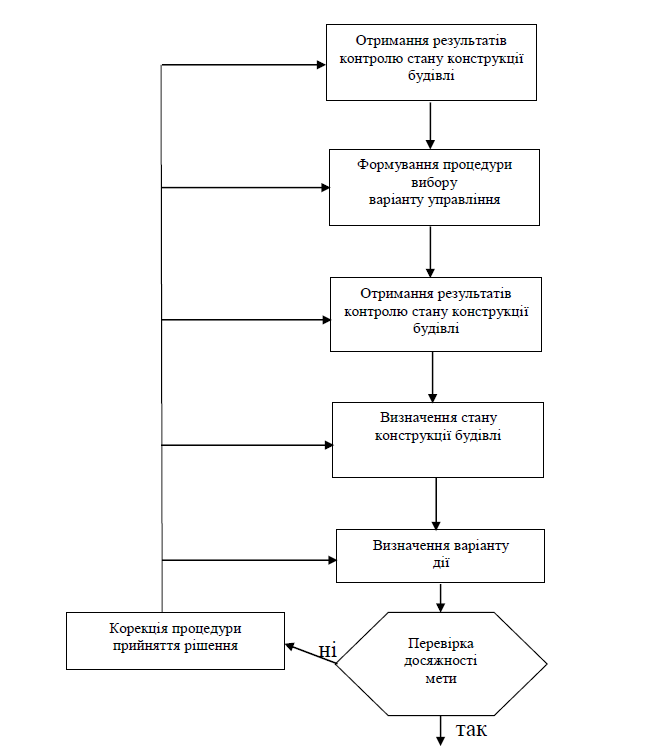 Отримання результатів
контролю стану конструкції
будівлі
Формування процедури
вибору
варіанту управління
Отримання результатів
контролю стану конструкції
будівлі
Визначення стану
конструкції будівлі
Визначення варіанту
дії
Корекція процедури
прийняття рішення
ні
Перевірка
досяжності
мети
так